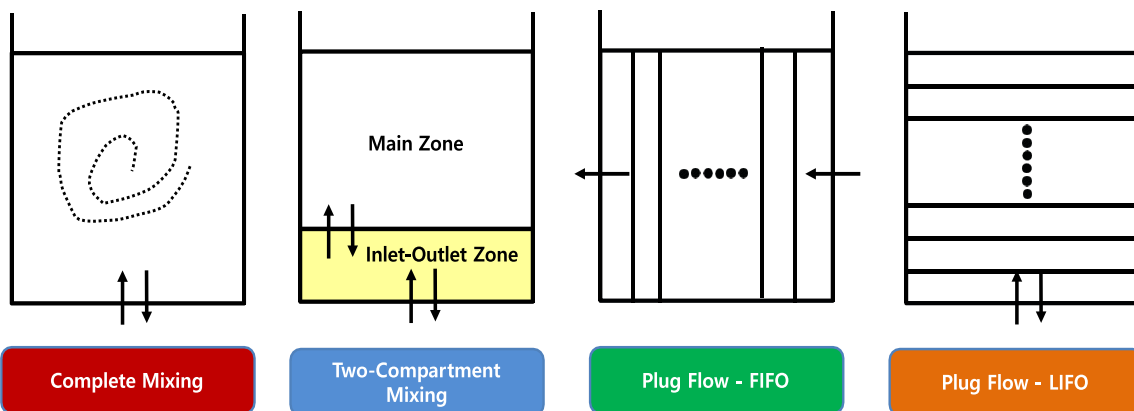 Main Zone
Inlet-Outlet Zone
Complete Mixing
Two-Compartment
Mixing
Plug Flow - FIFO
Plug Flow - LIFO